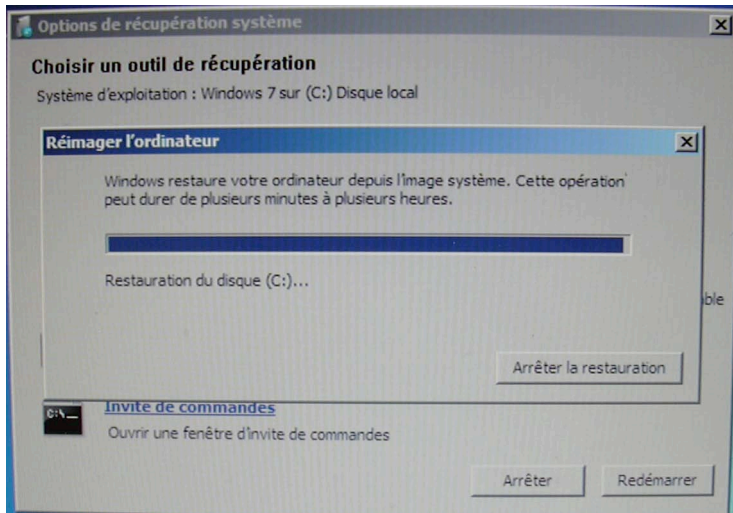 Options de récupération système
Choisir un outil de récupération
Système d'exploitation : Windows 7 sur (C:) Disque local
Réimager l'ordinateur
Windows restaure votre ordinateur depuis l'image système. Cette opération
peut durer de plusieurs minutes à plusieurs heures.
Restauration du disque (C:)...
ble
Arrêter la restauration
C:\_
Invite de commandes
Ouvrir une fenêtre d'invite de commandes
Arrêter
Redémarrer